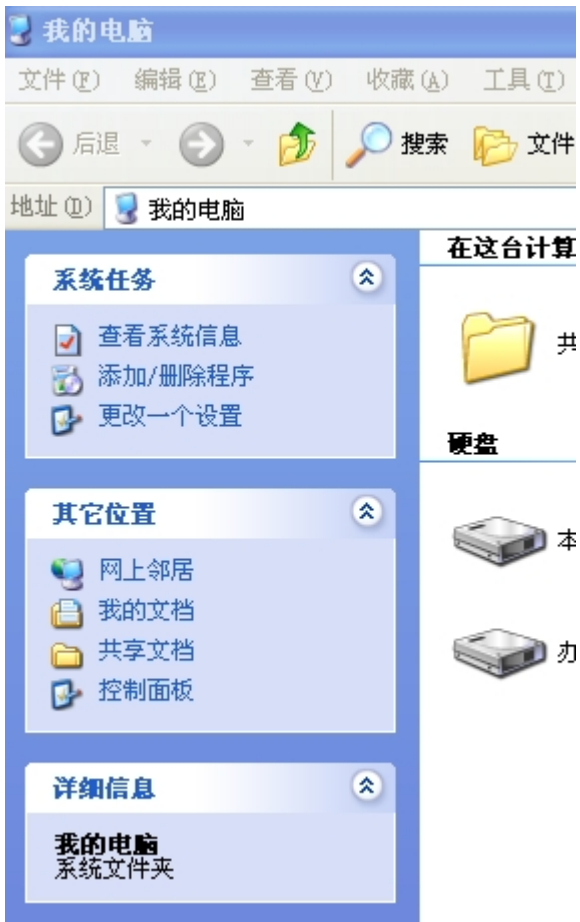 我的电脑
文件(F) 编辑(E) 查看(V) 收藏(A) 工具(T)
后退 搜索 文件
地址(D) 我的电脑
系统任务
查看系统信息
添加/删除程序
更改一个设置
其它位置
网上邻居
我的文档
共享文档
控制面板
详细信息
我的电脑
系统文件夹
在这台计算
共
硬盘
本
办